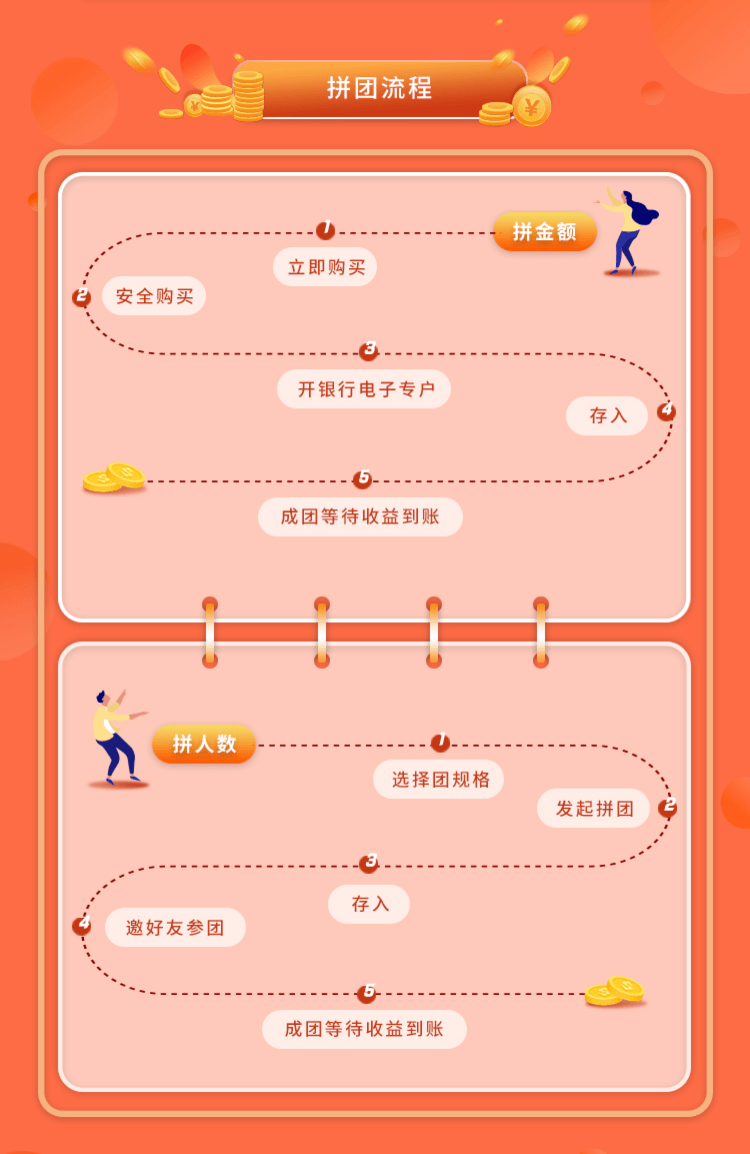 拼团流程
拼金额
1
立即购买
2
安全购买
3
开银行电子专户
4
存入
5
成团等待收益到账
拼人数
1
选择团规格
2
发起拼团
3
存入
4
邀好友参团
5
成团等待收益到账